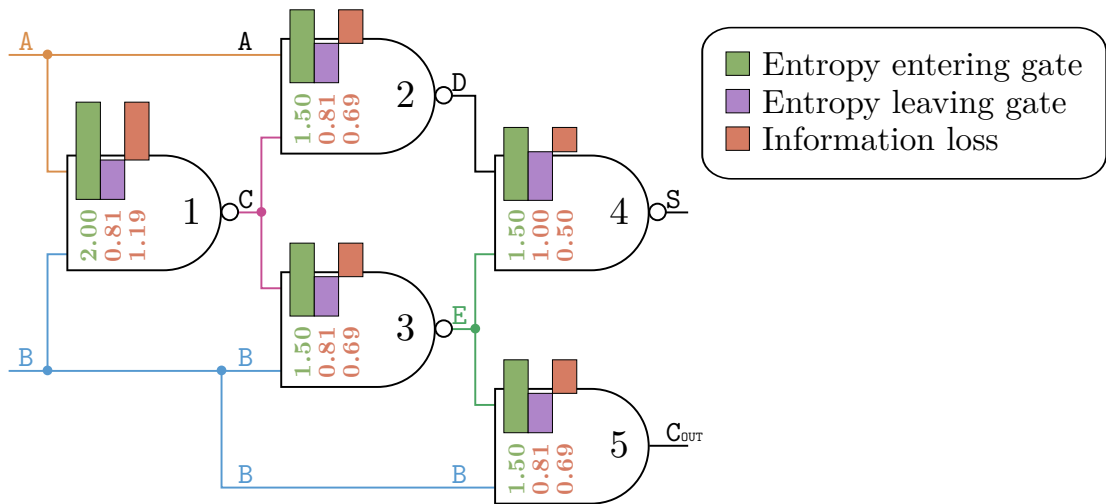 A
A
2
1.50
0.81
0.69
D
Entropy entering gate
Entropy leaving gate
Information loss
1
2.00
0.81
1.19
C
4
1.50
1.00
0.50
S
3
1.50
0.81
0.69
E
B
B
5
1.50
0.81
0.69
COUT
B
B